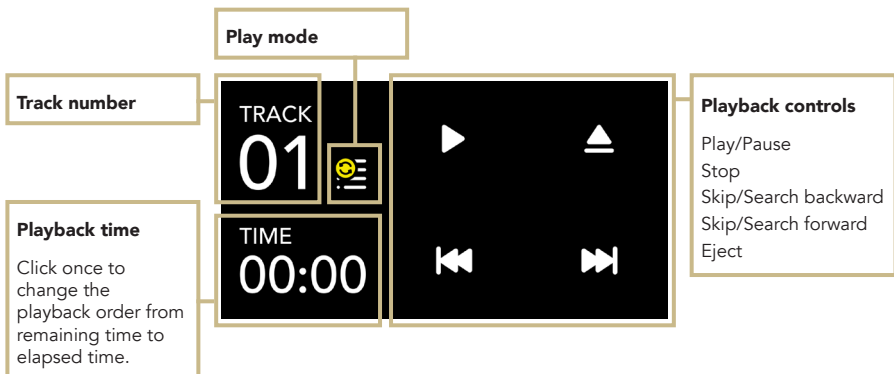 Play mode
Track number
TRACK
01
Playback time
Click once to
change the
playback order from
remaining time to
elapsed time.
TIME
00:00
Playback controls
Play/Pause
Stop
Skip/Search backward
Skip/Search forward
Eject